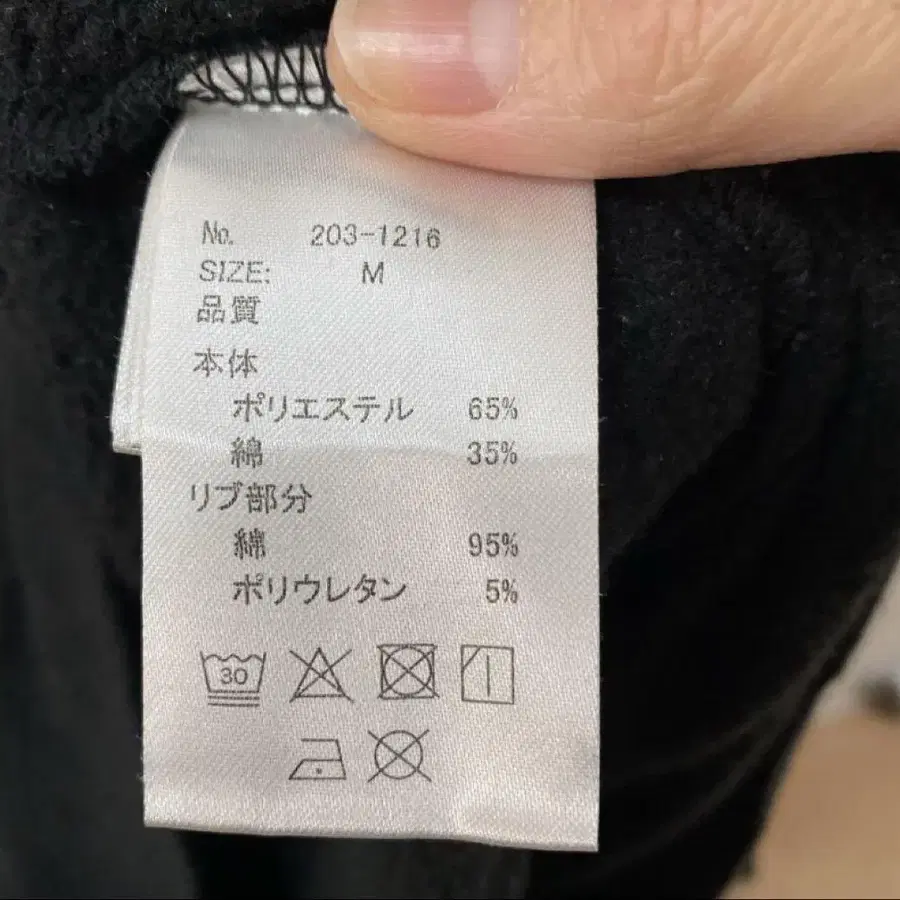 No. 203-1216
SIZE: M
品質
本体
ポリエステル 65%
綿 35%
リブ部分
綿 95%
ポリウレタン 5%
30